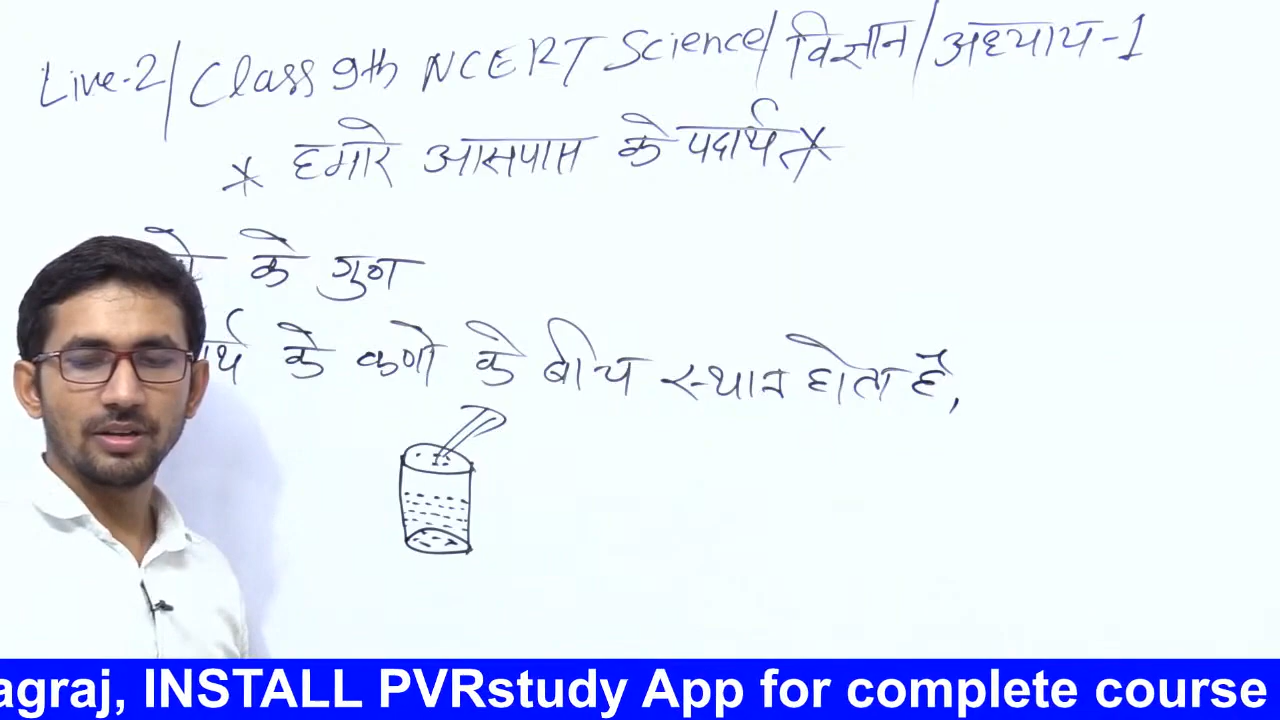 Live-2/Class 9th NCERT Science/विज्ञान/अध्याय-1
* हमारे आसपास के पदार्थ *
के गुण
के कणो के बीच स्थान होता है,
agraj, INSTALL PVRstudy App for complete course